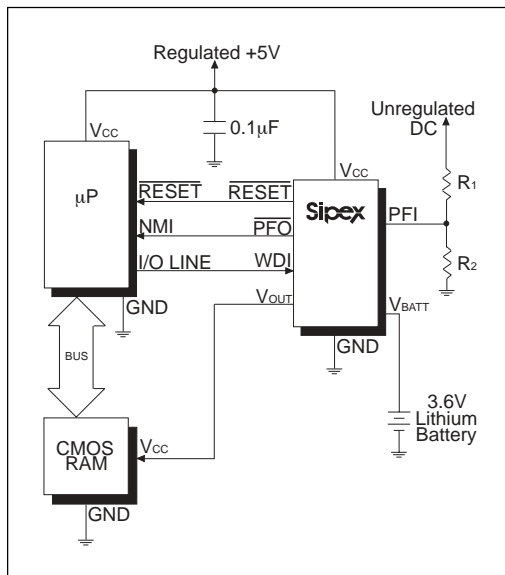 Regulated +5V
Unregulated
DC
VCC
0.1µF
VCC
R1
µP
RESET
RESET
Sipex
PFI
NMI
PFO
R2
I/O LINE
WDI
VOUT
VBATT
GND
GND
BUS
3.6V
Lithium
Battery
CMOS
RAM
VCC
GND